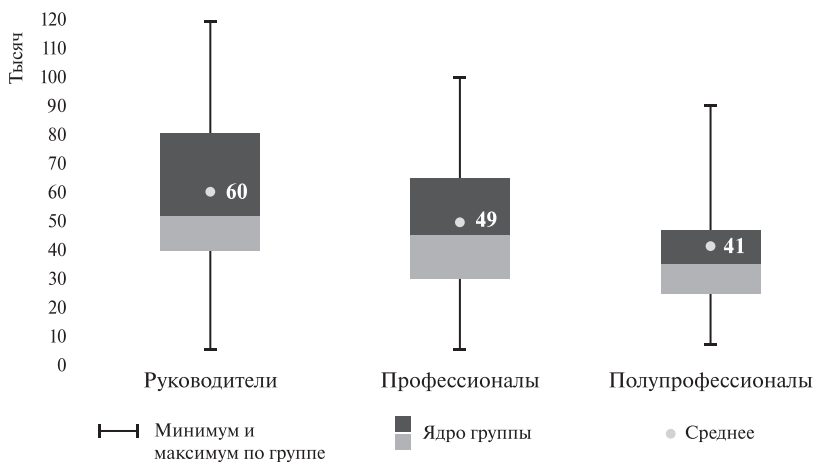 Тысяч
120
110
100
90
80
70
60
50
40
30
20
10
0
60
49
41
Руководители
Профессионалы
Полупрофессионалы
Минимум и
максимум по группе
Ядро группы
Среднее